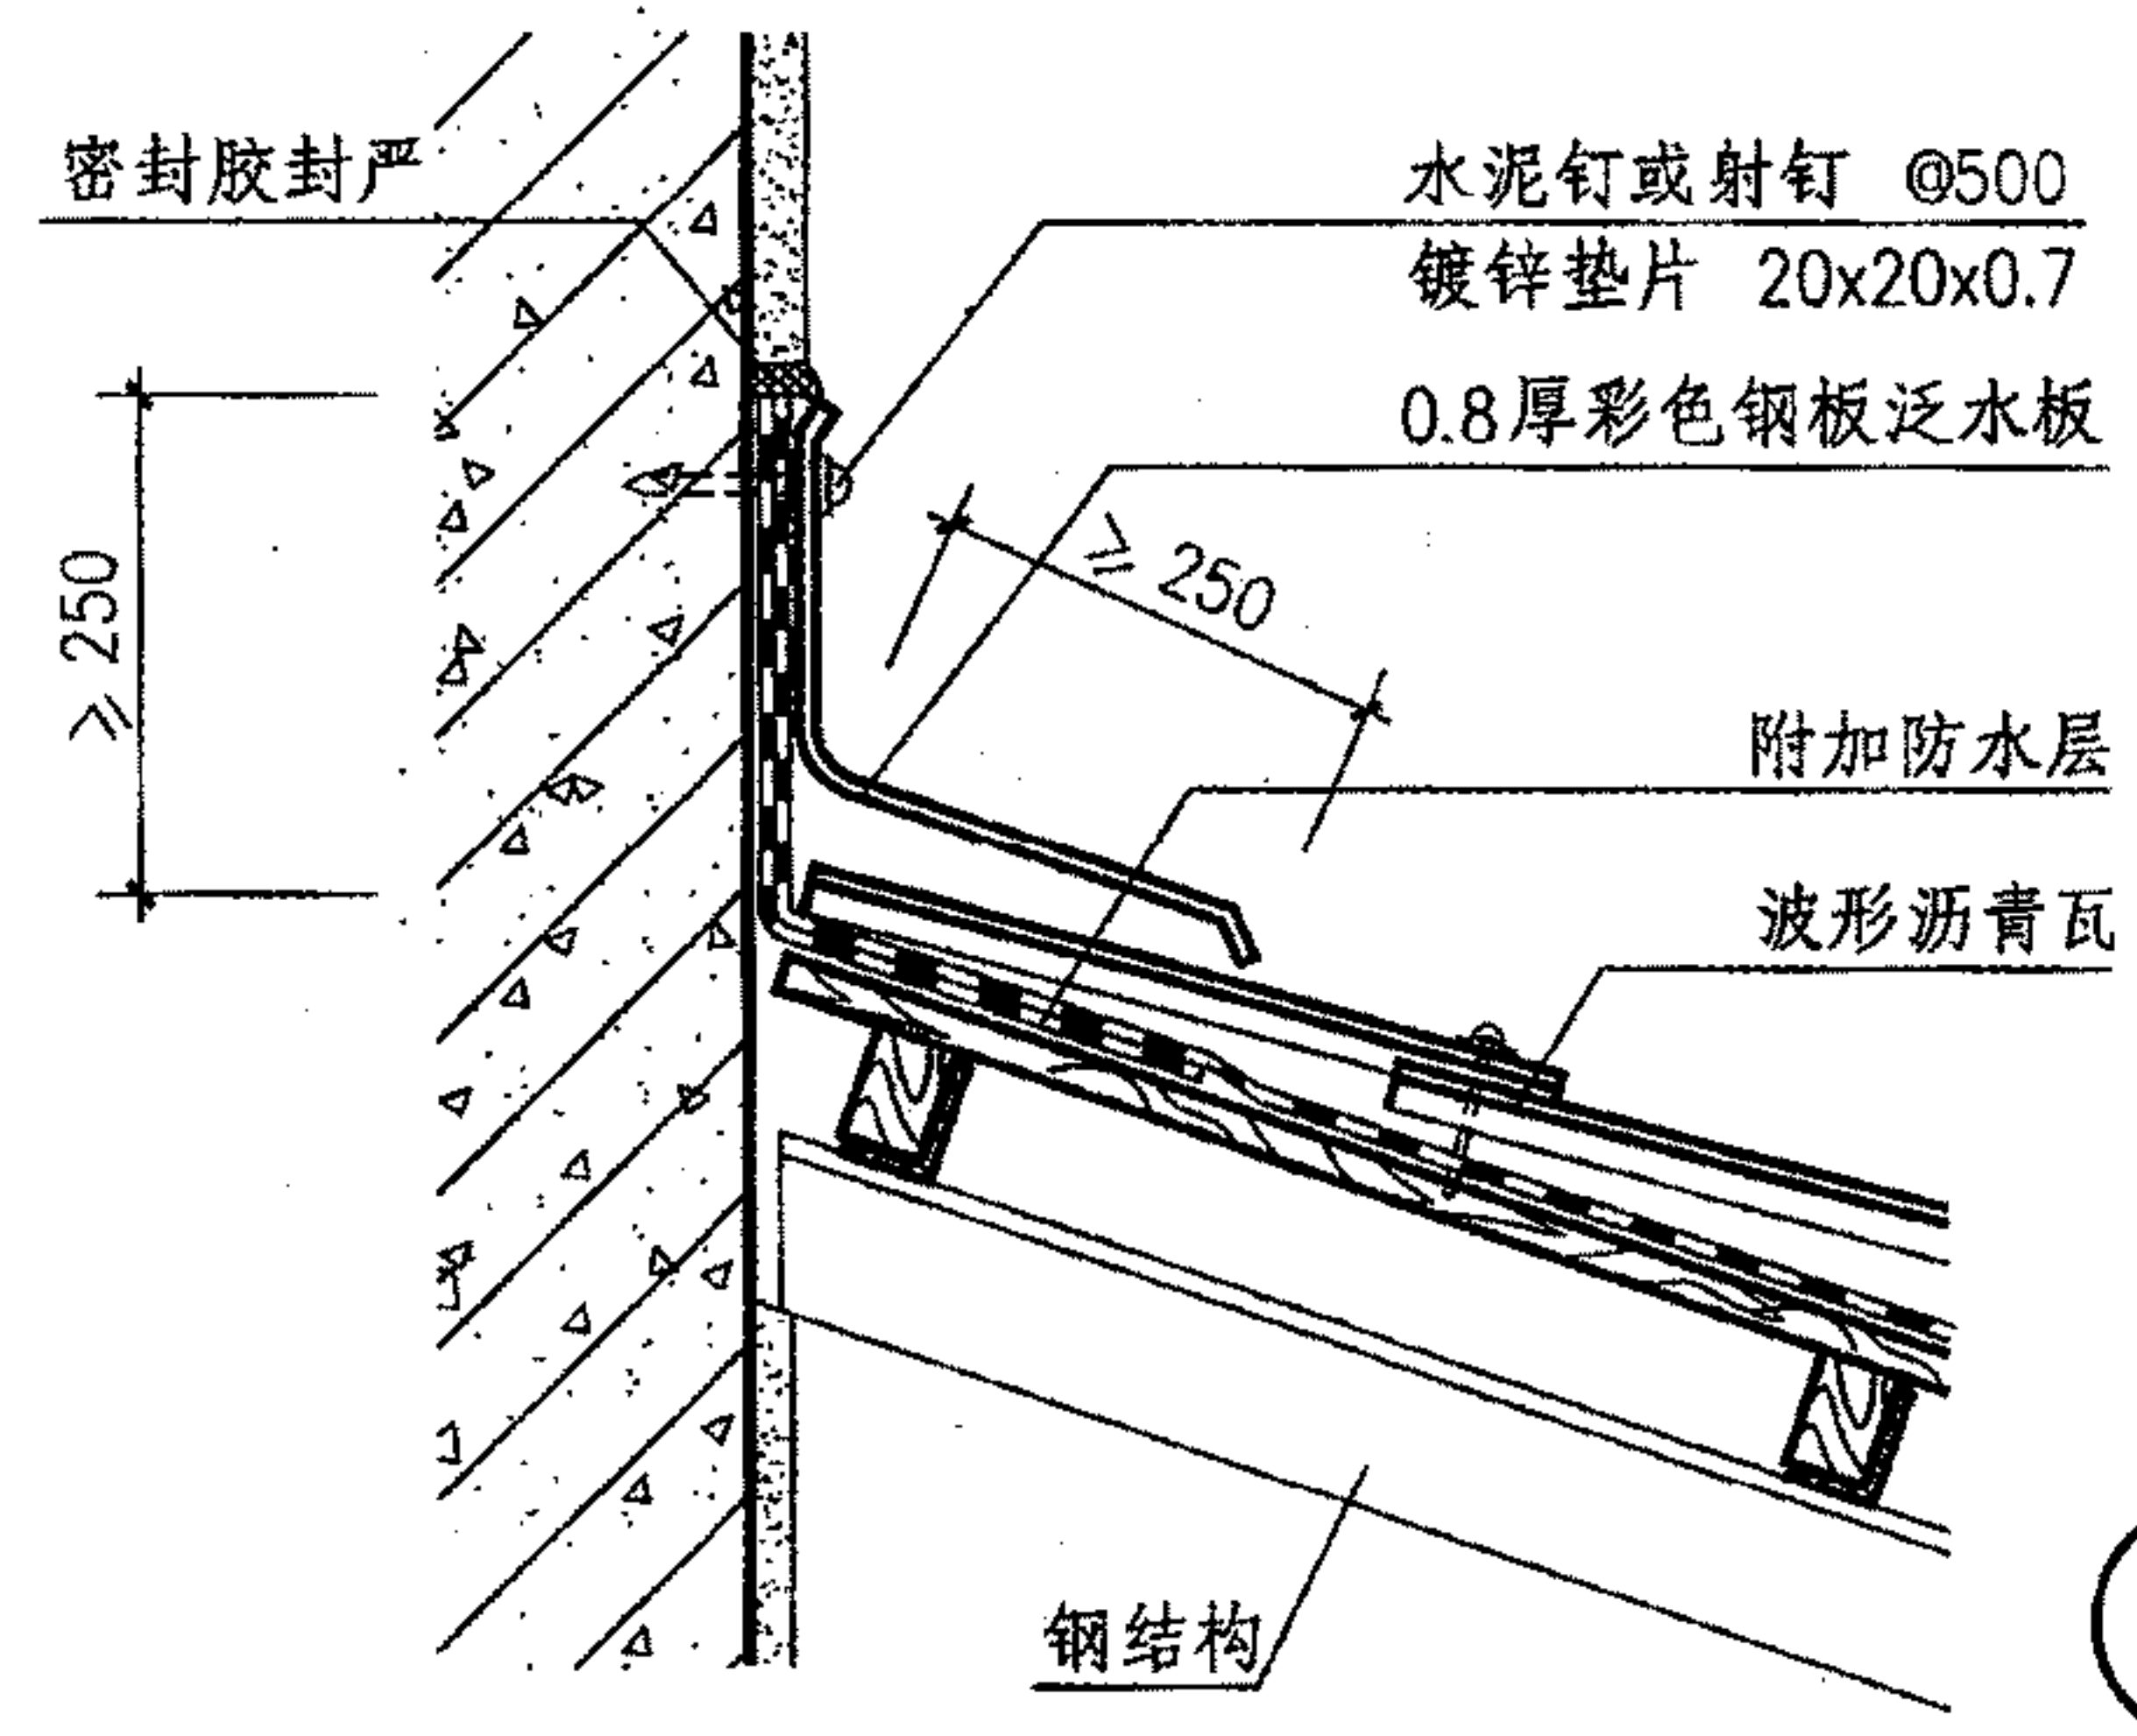 密封胶封严
水泥钉或射钉 @500
镀锌垫片 20x20x0.7
0.8厚彩色钢板泛水板
≥250
≥250
附加防水层
波形沥青瓦
钢结构